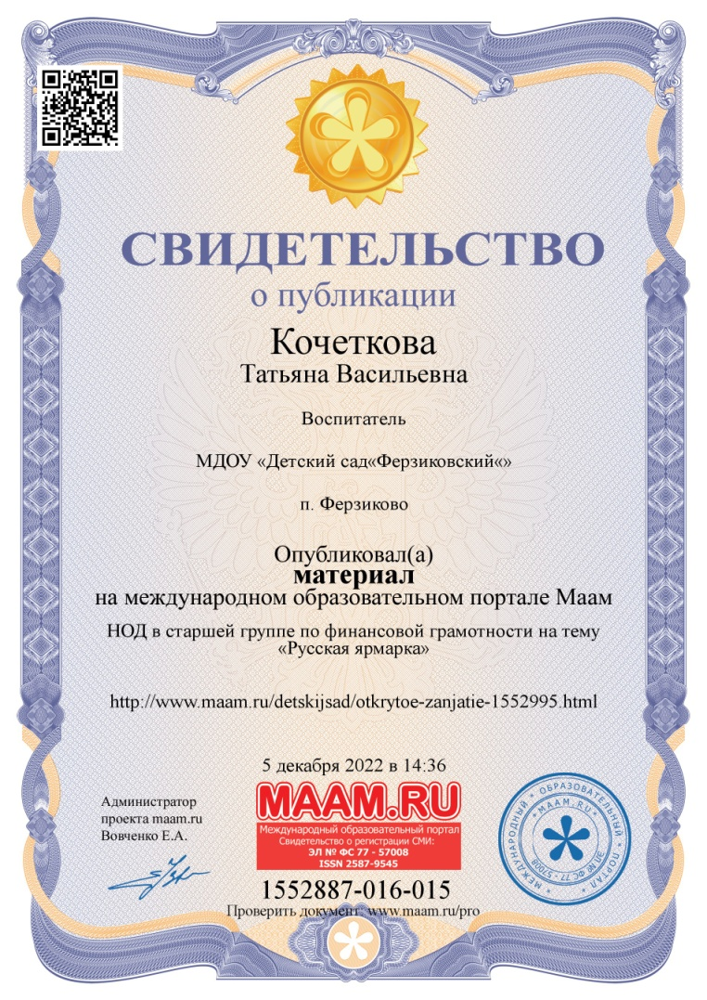 СВИДЕТЕЛЬСТВО
о публикации
Кочеткова
Татьяна Васильевна
Воспитатель
МДОУ «Детский сад«Ферзиковский«»
п. Ферзиково
Опубликовал(а)
материал
на международном образовательном портале Маам
НОД в старшей группе по финансовой грамотности на тему
«Русская ярмарка»
http://www.maam.ru/detskijsad/otkrytoe-zanjatie-1552995.html
5 декабря 2022 в 14:36
Администратор
проекта maam.ru
Вовченко Е.А.
MAAM.RU
Международный образовательный портал
Свидетельство о регистрации СМИ:
ЭЛ № ФС 77 - 57008
ISSN 2587-9545
1552887-016-015
Проверить документ: www.maam.ru/pro
* МЕЖДУНАРОДНЫЙ * ОБРАЗОВАТЕЛЬНЫЙ * ПОРТАЛ *
* МААМ.RU *
ЭЛ № ФС 77 - 57008